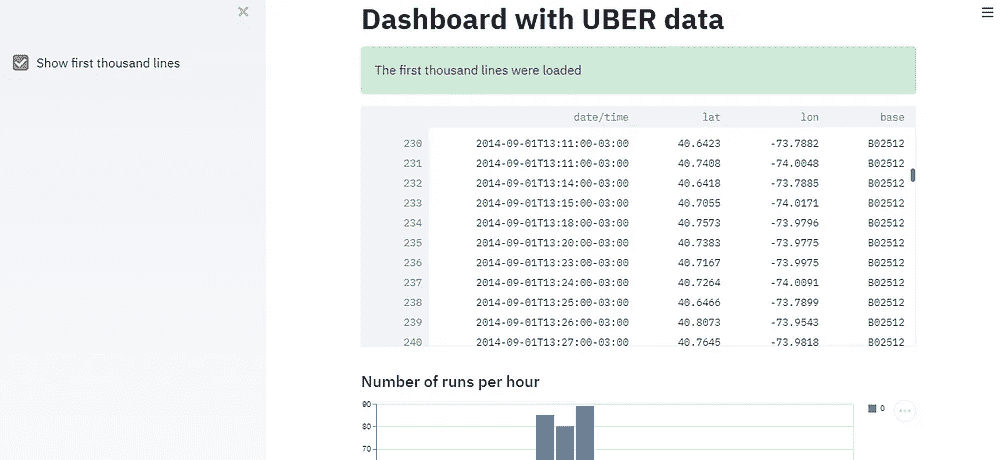 Dashboard with UBER data
Show first thousand lines
The first thousand lines were loaded
date/time lat lon base
230 2014-09-01T13:11:00-03:00 40.6423 -73.7882 B02512
231 2014-09-01T13:11:00-03:00 40.7408 -74.0048 B02512
232 2014-09-01T13:14:00-03:00 40.6418 -73.7885 B02512
233 2014-09-01T13:15:00-03:00 40.7055 -74.0171 B02512
234 2014-09-01T13:18:00-03:00 40.7573 -73.9796 B02512
235 2014-09-01T13:20:00-03:00 40.7383 -73.9775 B02512
236 2014-09-01T13:23:00-03:00 40.7167 -73.9975 B02512
237 2014-09-01T13:24:00-03:00 40.7264 -74.0091 B02512
238 2014-09-01T13:25:00-03:00 40.6466 -73.7899 B02512
239 2014-09-01T13:26:00-03:00 40.8073 -73.9543 B02512
240 2014-09-01T13:27:00-03:00 40.7645 -73.9818 B02512
Number of runs per hour
90
80
70
0